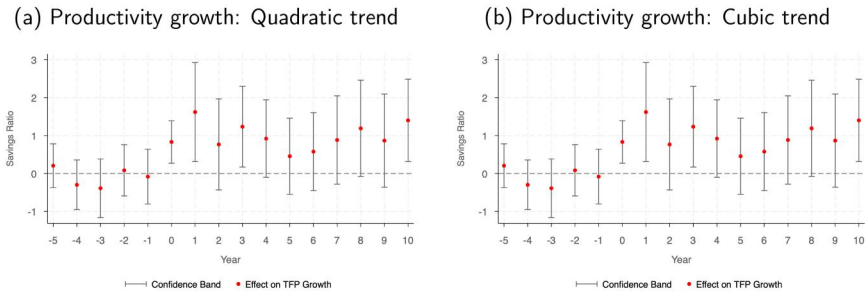 (a) Productivity growth: Quadratic trend
3
2
1
0
-1
Savings Ratio
-5 -4 -3 -2 -1 0 1 2 3 4 5 6 7 8 9 10
Year
Confidence Band Effect on TFP Growth
(b) Productivity growth: Cubic trend
3
2
1
0
-1
Savings Ratio
-5 -4 -3 -2 -1 0 1 2 3 4 5 6 7 8 9 10
Year
Confidence Band Effect on TFP Growth